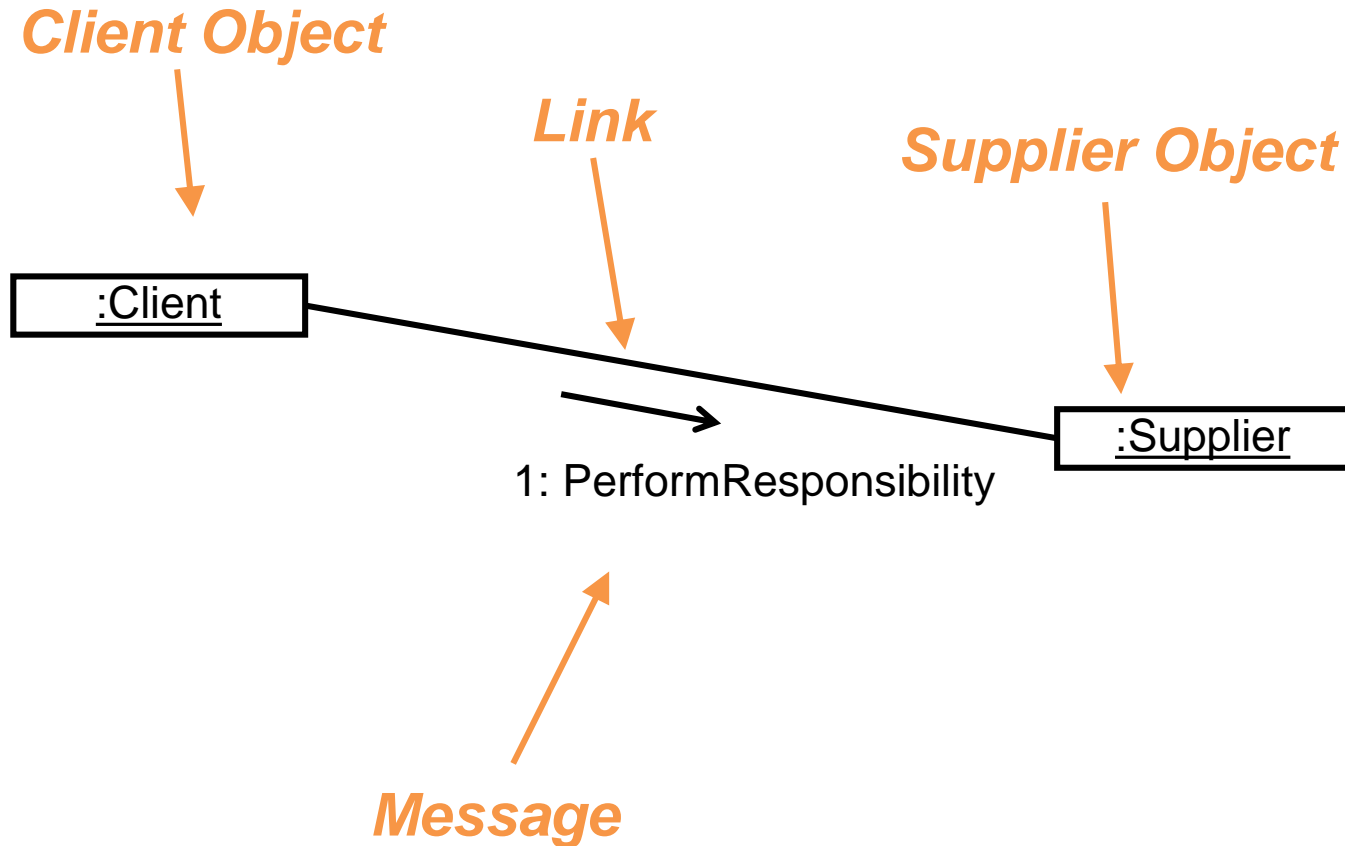 Client Object
Link
Supplier Object
:Client
:Supplier
1: PerformResponsibility
Message